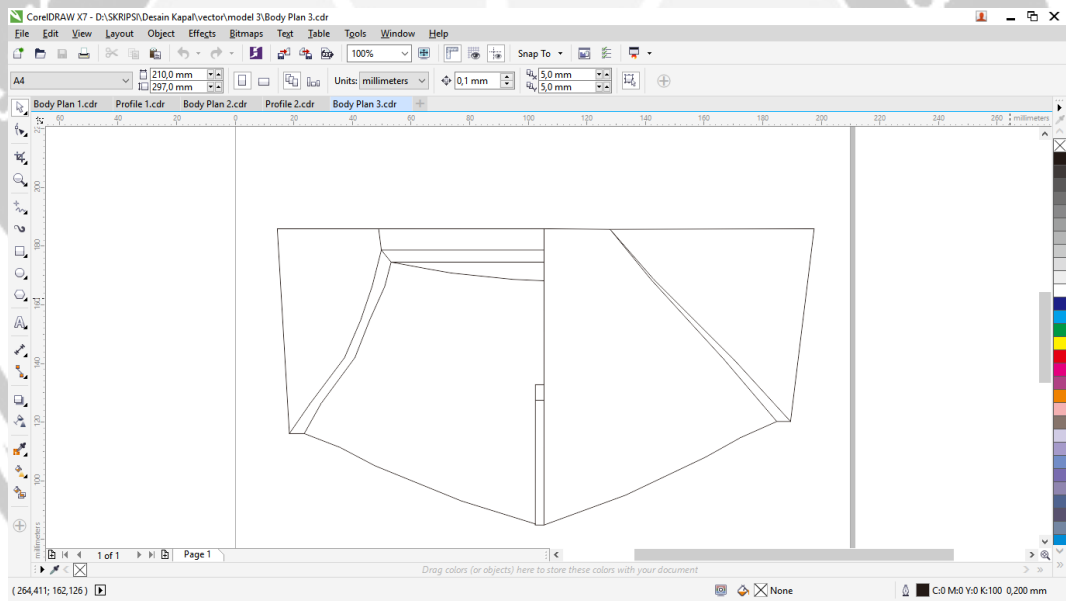 CorelDRAW X7 - D:\SKRIPSI\Desain Kapal\vector\model 3\Body Plan 3.cdr
File Edit View Layout Object Effects Bitmaps Text Table Tools Window Help
100% Snap To
A4 210,0 mm 297,0 mm Units: millimeters 0,1 mm 5,0 mm 5,0 mm
Body Plan 1.cdr Profile 1.cdr Body Plan 2.cdr Profile 2.cdr Body Plan 3.cdr
60 40 20 0 20 40 60 80 100 120 140 160 180 200 220 240 260 millimeters
200
180
160
140
120
100
millimeters
1 of 1 Page 1
Drag colors (or objects) here to store these colors with your document
( 264,411; 162,126 ) None C:0 M:0 Y:0 K:100 0,200 mm